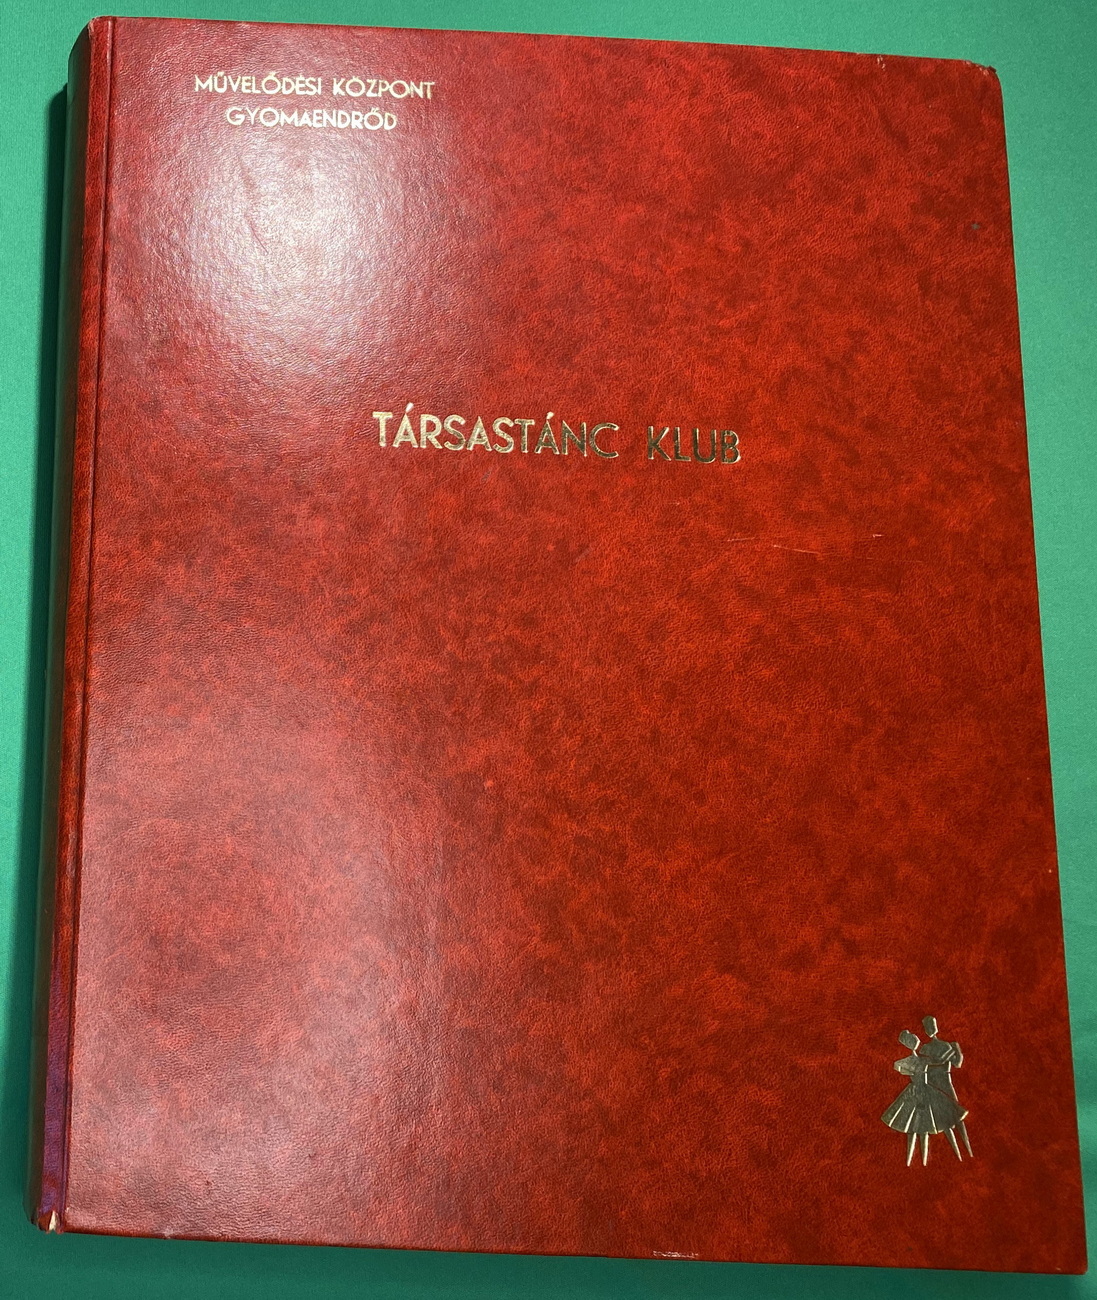 MŰVELŐDÉSI KÖZPONT
GYOMAENDRŐD
TÁRSASTÁNC KLUB